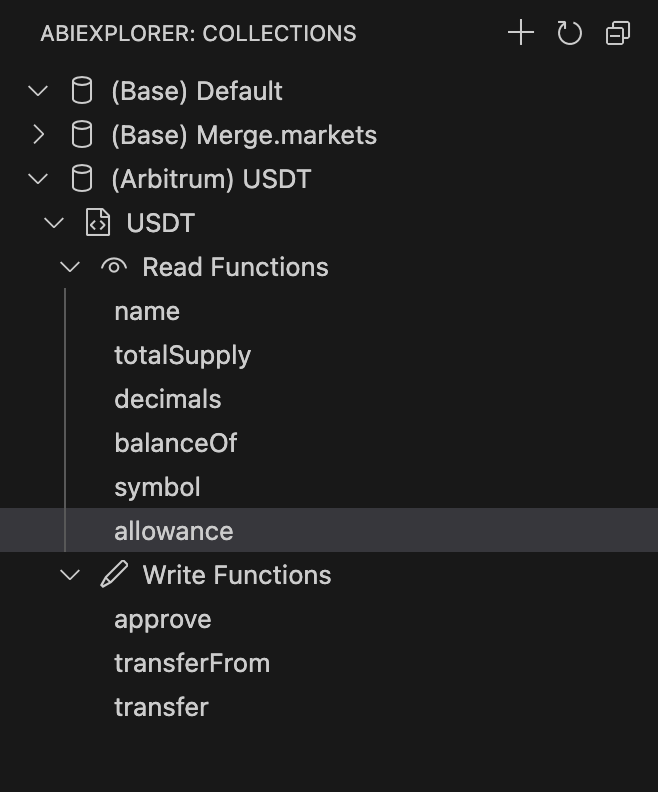 ABIEXPLORER: COLLECTIONS
(Base) Default
(Base) Merge.markets
(Arbitrum) USDT
USDT
Read Functions
name
totalSupply
decimals
balanceOf
symbol
allowance
Write Functions
approve
transferFrom
transfer